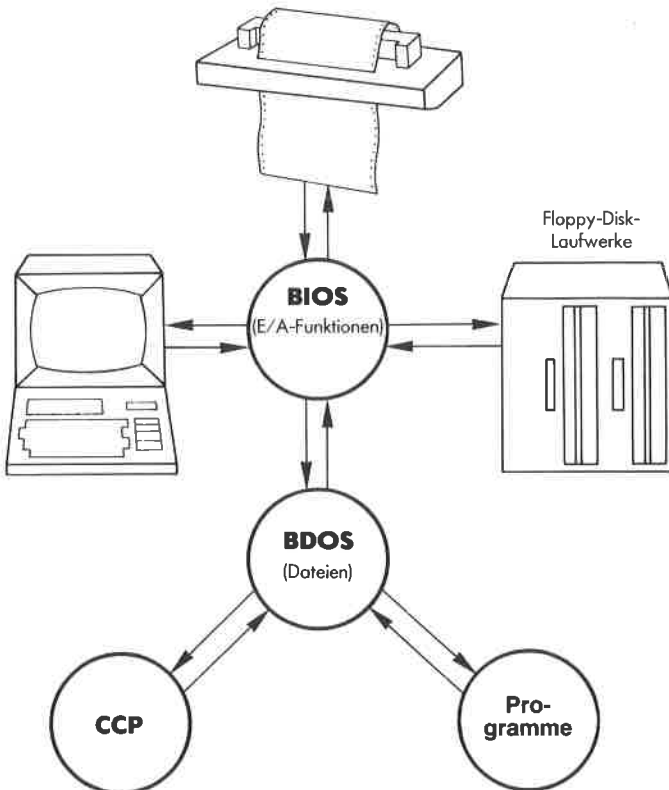 Floppy-Disk-
Laufwerke
BIOS
(E/A-Funktionen)
BDOS
(Dateien)
CCP
Pro-
gramme